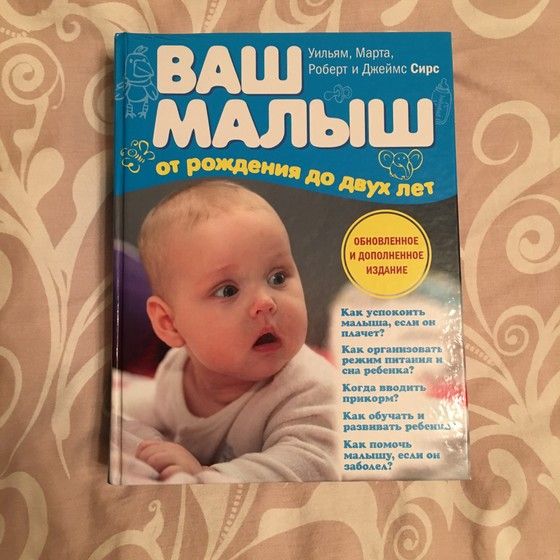 Уильям, Марта,
Роберт и Джеймс Сирс
ВАШ
МАЛЫШ
от рождения до двух лет
ОБНОВЛЕННОЕ
И ДОПОЛНЕННОЕ
ИЗДАНИЕ
Как успокоить
малыша, если он
плачет?
Как организовать
режим питания и
сна ребенка?
Когда вводить
прикорм?
Как обучать и
развивать ребенка?
Как помочь
малышу, если он
заболел?